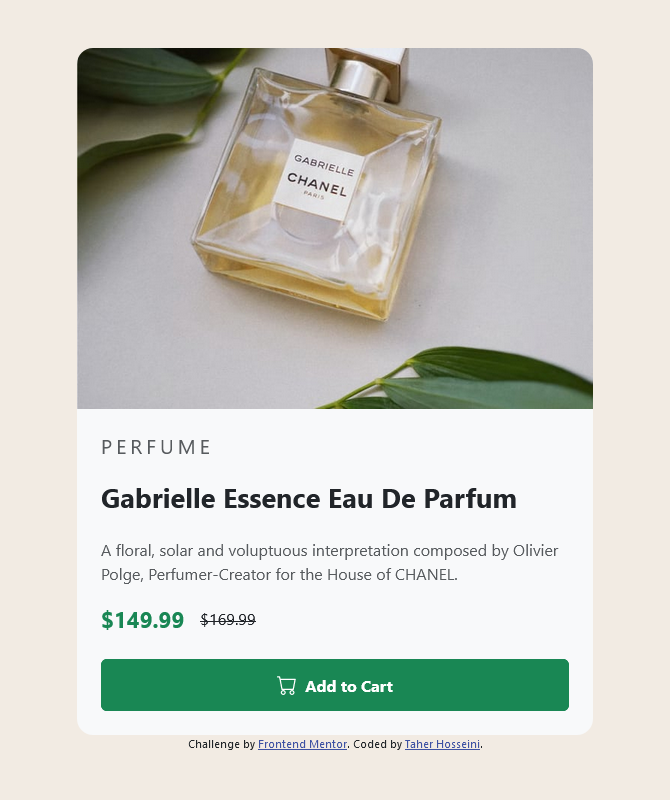 GABRIELLE
CHANEL
PARIS
PERFUME
Gabrielle Essence Eau De Parfum
A floral, solar and voluptuous interpretation composed by Olivier
Polge, Perfumer-Creator for the House of CHANEL.
$149.99 $169.99
Add to Cart
Challenge by Frontend Mentor. Coded by Taher Hosseini.